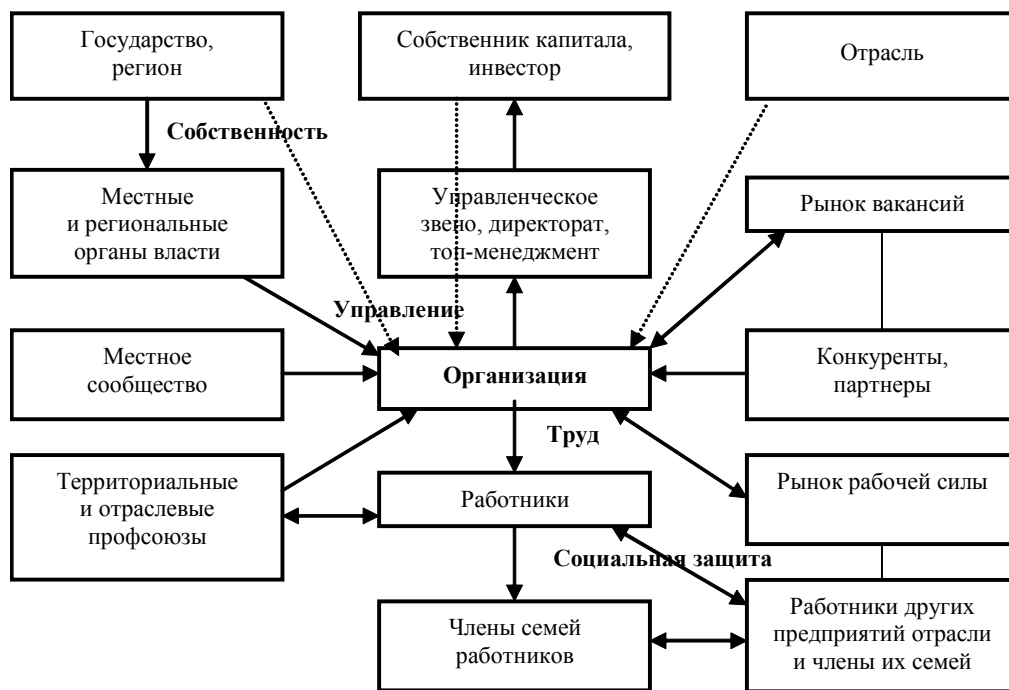 Государство,
регион
Собственник капитала,
инвестор
Отрасль
Собственность
Местные
и региональные
органы власти
Управленческое
звено, директорат,
топ-менеджмент
Рынок вакансий
Управление
Местное
сообщество
Организация
Конкуренты,
партнеры
Труд
Территориальные
и отраслевые
профсоюзы
Работники
Рынок рабочей силы
Социальная защита
Члены семей
работников
Работники других
предприятий отрасли
и члены их семей